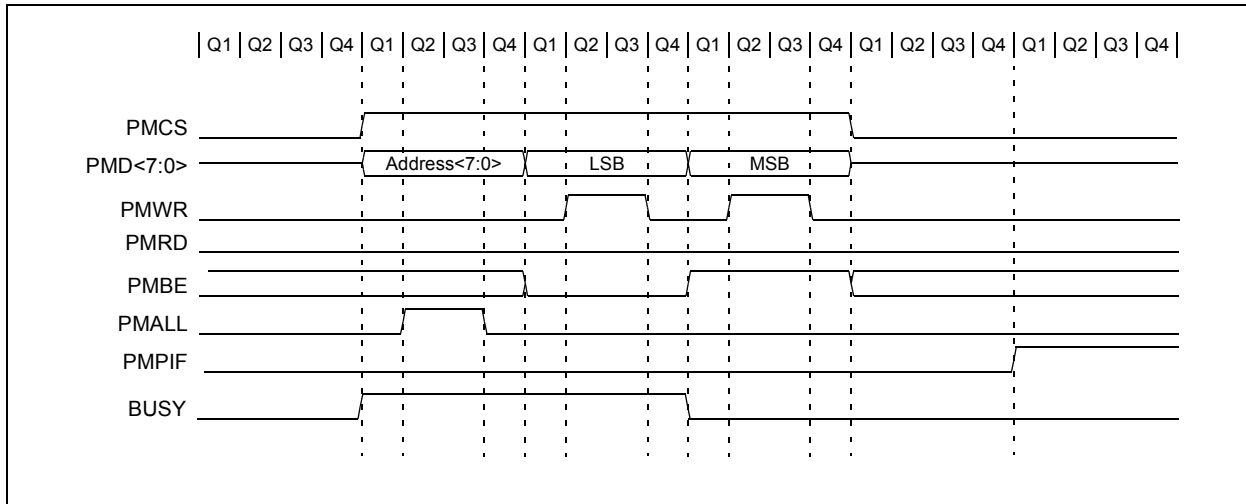 Q1 Q2 Q3 Q4 Q1 Q2 Q3 Q4 Q1 Q2 Q3 Q4 Q1 Q2 Q3 Q4 Q1 Q2 Q3 Q4 Q1 Q2 Q3 Q4
PMCS
PMD<7:0> Address<7:0> LSB MSB
PMWR
PMRD
PMBE
PMALL
PMPIF
BUSY